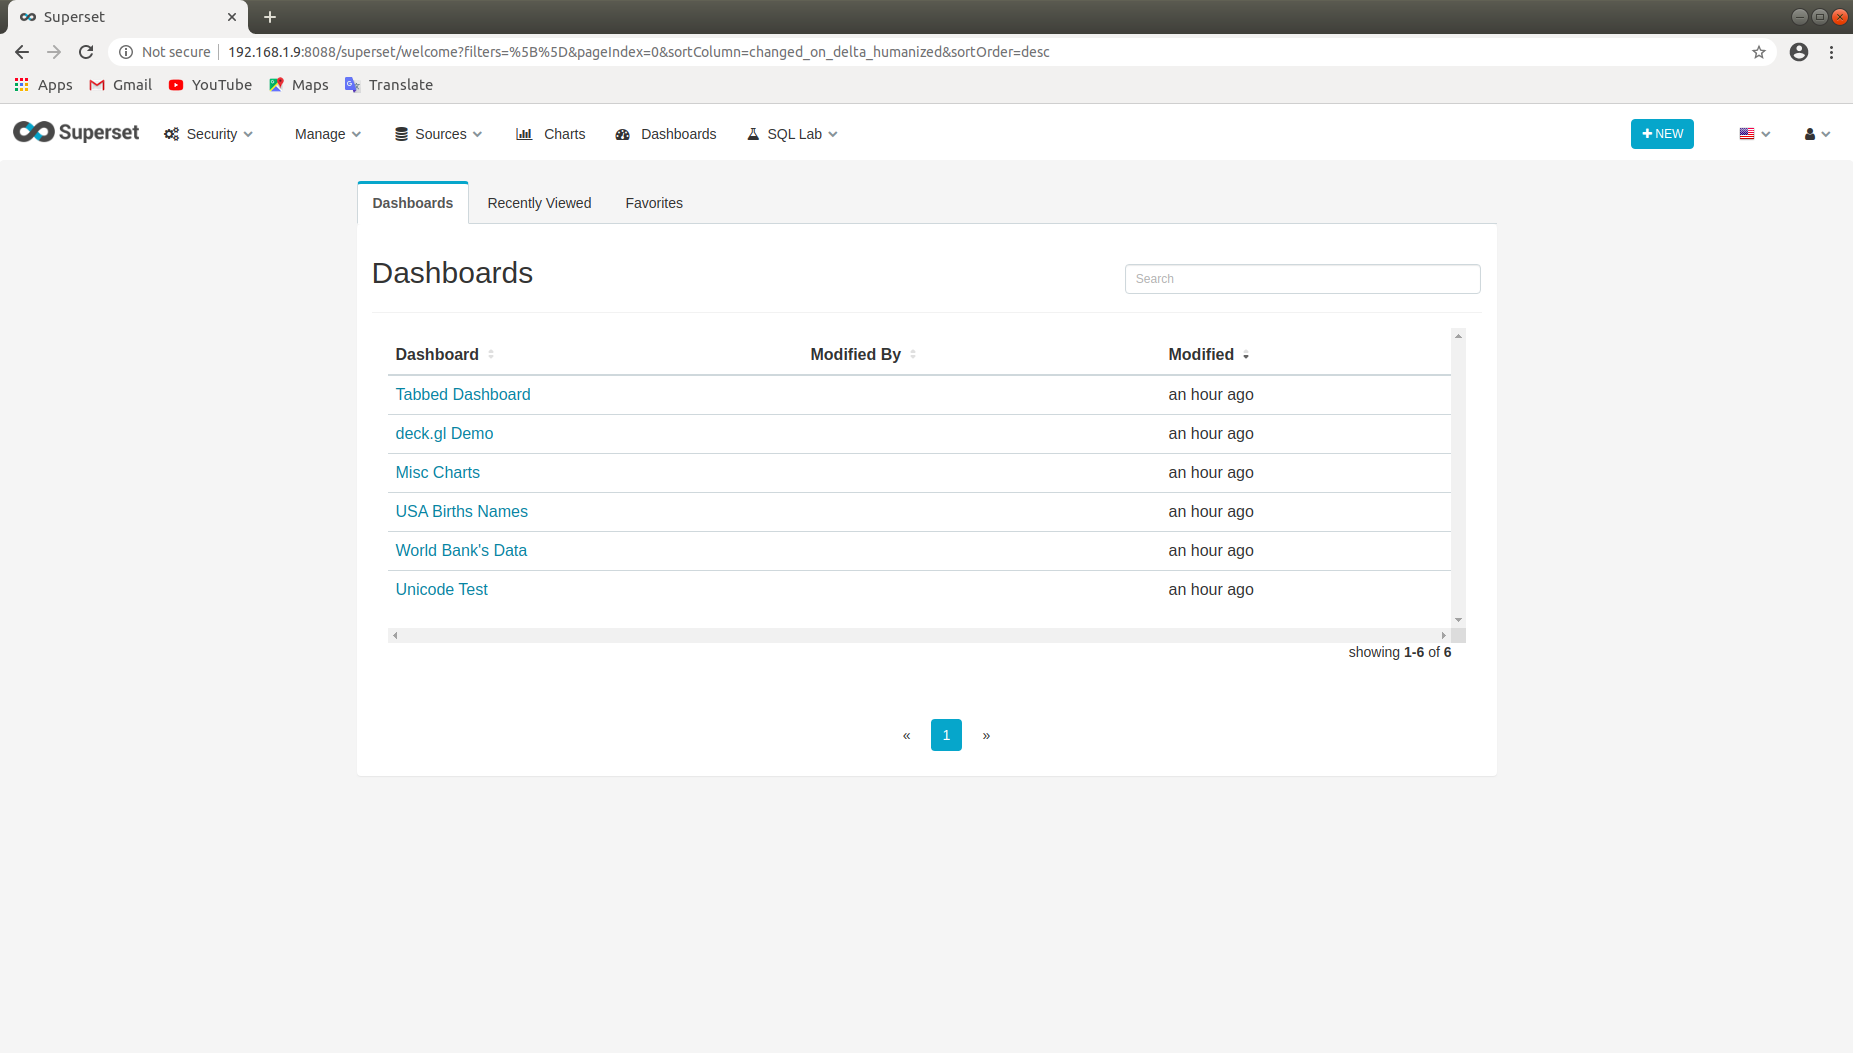 Superset
Not secure 192.168.1.9:8088/superset/welcome?filters=%5B%5D&pageIndex=0&sortColumn=changed_on_delta_humanized&sortOrder=desc
Apps Gmail YouTube Maps Translate
Superset Security Manage Sources Charts Dashboards SQL Lab NEW
Dashboards Recently Viewed Favorites
Dashboards Search
Dashboard Modified By Modified
Tabbed Dashboard an hour ago
deck.gl Demo an hour ago
Misc Charts an hour ago
USA Births Names an hour ago
World Bank's Data an hour ago
Unicode Test an hour ago
showing 1-6 of 6
« 1 »